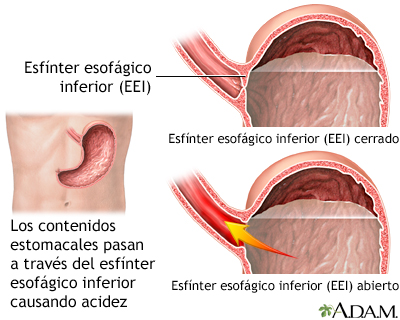 Esfínter esofágico
inferior (EEI)
Esfínter esofágico inferior (EEI) cerrado
Los contenidos
estomacales pasan
a través del esfínter
esofágico inferior
causando acidez
Esfínter esofágico inferior (EEI) abierto
ADAM.